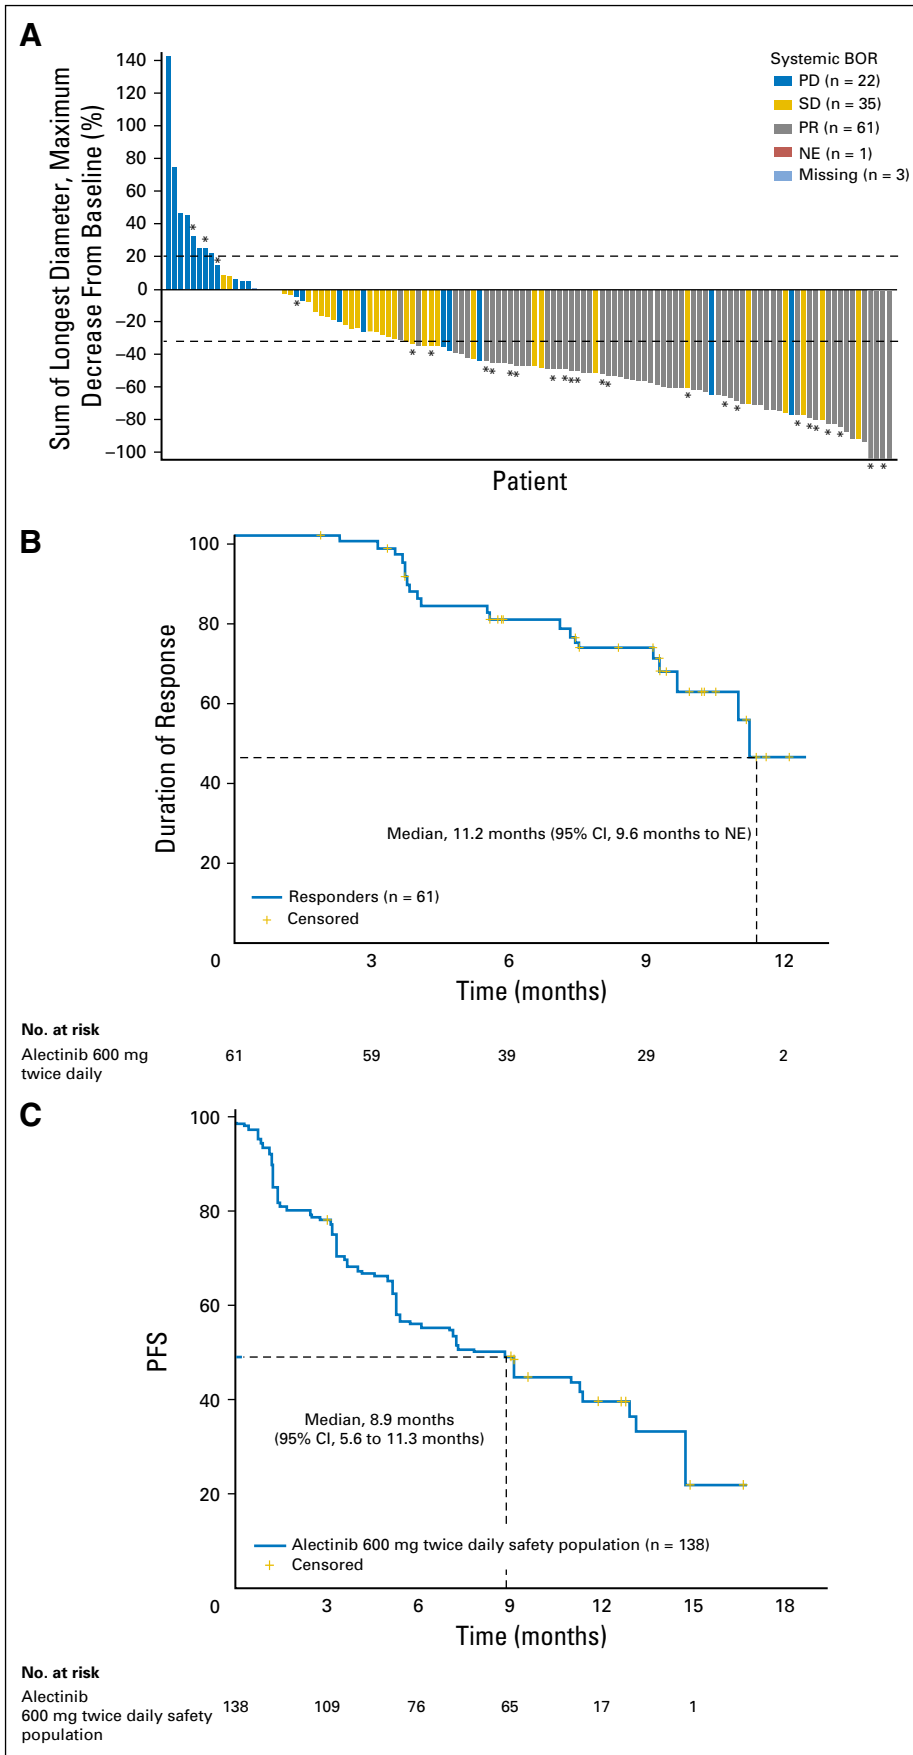 A
Sum of Longest Diameter, Maximum
Decrease From Baseline (%)
140
120
100
80
60
40
20
0
−20
−40
−60
−80
−100
Systemic BOR
PD (n = 22)
SD (n = 35)
PR (n = 61)
NE (n = 1)
Missing (n = 3)
* * * * * * * * * * * * * * * * * * * * * * * * * * *
Patient
B
Duration of Response
100
80
60
40
20
Median, 11.2 months (95% CI, 9.6 months to NE)
Responders (n = 61)
Censored
0 3 6 9 12
Time (months)
No. at risk
Alectinib 600 mg
twice daily
61 59 39 29 2
C
PFS
100
80
60
40
20
Median, 8.9 months
(95% CI, 5.6 to 11.3 months)
Alectinib 600 mg twice daily safety population (n = 138)
Censored
0 3 6 9 12 15 18
Time (months)
No. at risk
Alectinib
600 mg twice daily safety
population
138 109 76 65 17 1